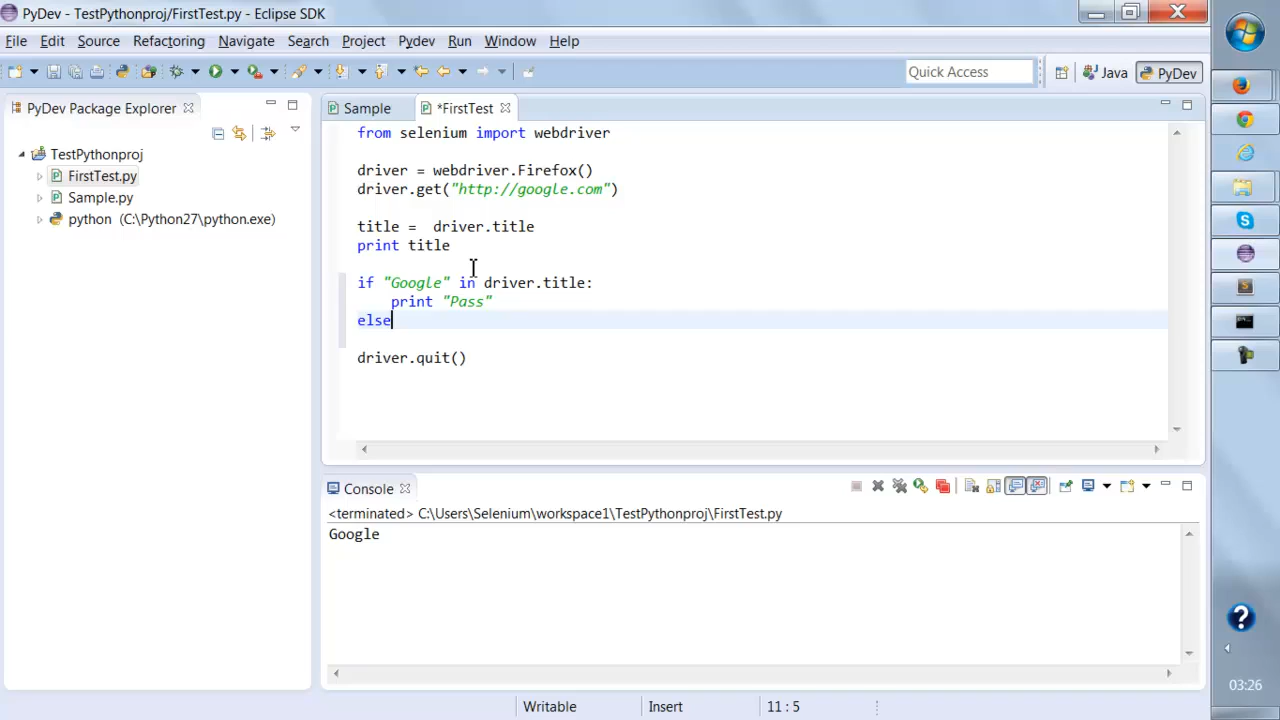 PyDev - TestPythonproj/FirstTest.py - Eclipse SDK
File Edit Source Refactoring Navigate Search Project Pydev Run Window Help
Quick Access
Java
PyDev
PyDev Package Explorer
Sample
*FirstTest
TestPythonproj
FirstTest.py
Sample.py
python (C:\Python27\python.exe)
from selenium import webdriver
driver = webdriver.Firefox()
driver.get("http://google.com")
title =  driver.title
print title
if "Google" in driver.title:
    print "Pass"
else
driver.quit()
Console
<terminated> C:\Users\Selenium\workspace1\TestPythonproj\FirstTest.py
Google
Writable
Insert
11 : 5
03:26